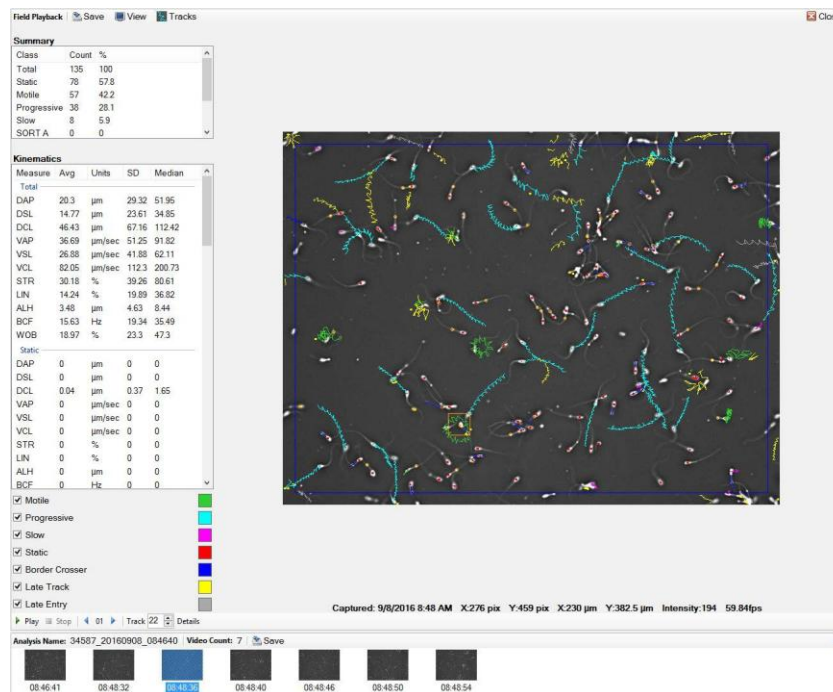 Field Playback Save View Tracks Clos
Summary
Class Count %
Total 135 100
Static 78 57.8
Motile 57 42.2
Progressive 38 28.1
Slow 8 5.9
SORT A 0 0
Kinematics
Measure Avg Units SD Median
Total
DAP 20.3 µm 29.32 51.95
DSL 14.77 µm 23.61 34.85
DCL 46.43 µm 67.16 112.42
VAP 36.69 µm/sec 51.25 91.82
VSL 26.88 µm/sec 41.88 62.11
VCL 82.05 µm/sec 112.3 200.73
STR 30.18 % 39.26 80.61
LIN 14.24 % 19.89 36.82
ALH 3.48 µm 4.63 8.44
BCF 15.63 Hz 19.34 35.49
WOB 18.97 % 23.3 47.3
Static
DAP 0 µm 0 0
DSL 0 µm 0 0
DCL 0.04 µm 0.37 1.65
VAP 0 µm/sec 0 0
VSL 0 µm/sec 0 0
VCL 0 µm/sec 0 0
STR 0 % 0 0
LIN 0 % 0 0
ALH 0 µm 0 0
BCF 0 Hz 0 0
Motile
Progressive
Slow
Static
Border Crosser
Late Track
Late Entry
Captured: 9/8/2016 8:48 AM X:276 pix Y:459 pix X:230 µm Y:382.5 µm Intensity:194 59.84fps
Play Stop 01 Track 22 Details
Analysis Name: 34587_20160908_084640 Video Count: 7 Save
08:46:41 08:48:32 08:48:36 08:48:40 08:48:46 08:48:50 08:48:54